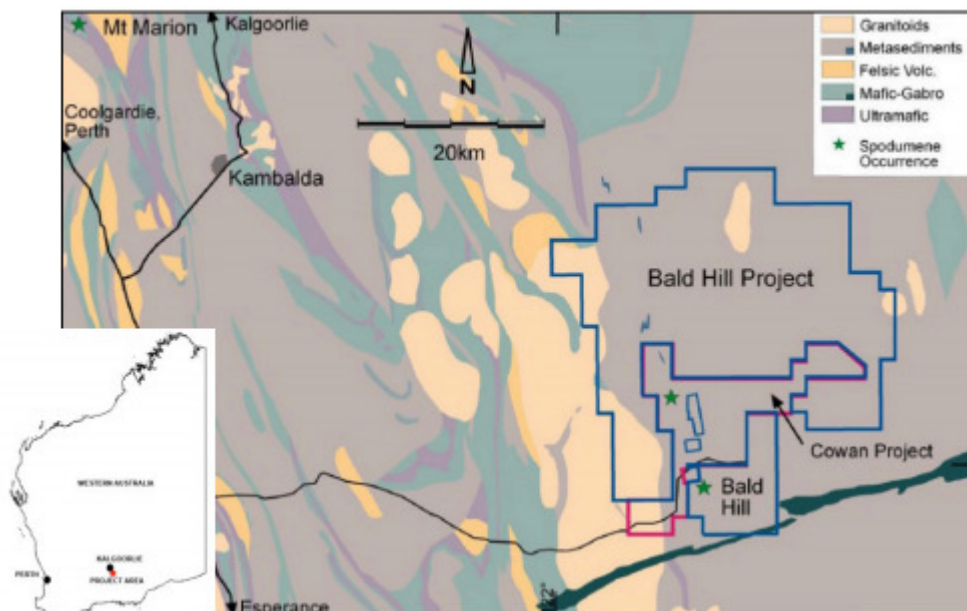 Mt Marion
Kalgoorlie
Coolgardie,
Perth
Kambalda
N
20km
Granitoids
Metasediments
Felsic Volc.
Mafic-Gabro
Ultramafic
Spodumene
Occurrence
Bald Hill Project
Cowan Project
Bald
Hill
22°
Esperance
WESTERN AUSTRALIA
KALGOORLIE
PERTH
PROJECT AREA